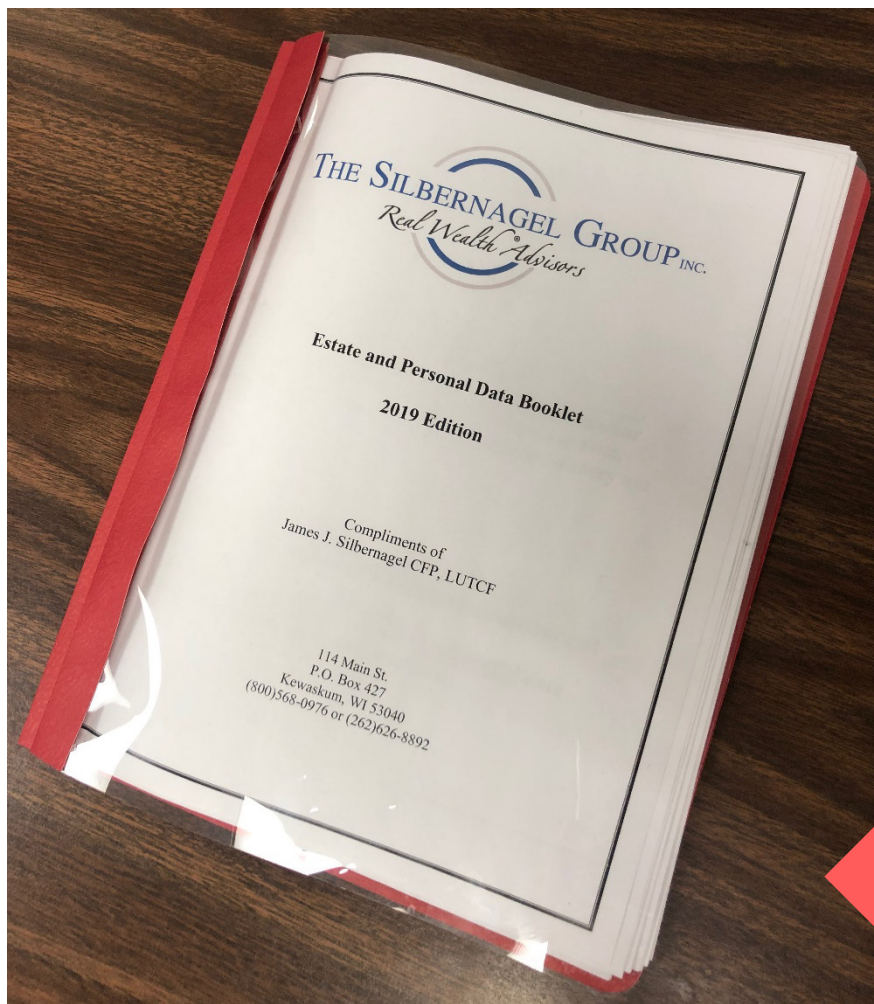 THE SILBERNAGEL GROUP INC.
Real Wealth® Advisors
Estate and Personal Data Booklet
2019 Edition
Compliments of
James J. Silbernagel CFP, LUTCF
114 Main St.
P.O. Box 427
Kewaskum, WI 53040
(800)568-0976 or (262)626-8892